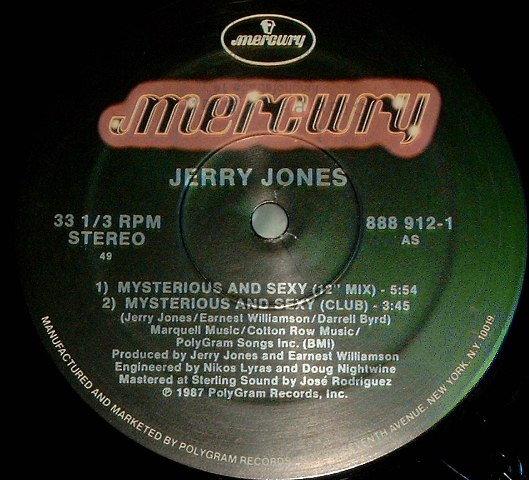 mercury
mercury
JERRY JONES
33 1/3 RPM
STEREO
49
888 912-1
AS
1) MYSTERIOUS AND SEXY (12" MIX) - 5:54
2) MYSTERIOUS AND SEXY (CLUB) - 3:45
(Jerry Jones/Earnest Williamson/Darrell Byrd)
Marquell Music/Cotton Row Music/
PolyGram Songs Inc. (BMI)
Produced by Jerry Jones and Earnest Williamson
Engineered by Nikos Lyras and Doug Nightwine
Mastered at Sterling Sound by José Rodriguez
℗ 1987 PolyGram Records, Inc.
MANUFACTURED AND MARKETED BY POLYGRAM RECORDS AVENUE, NEW YORK, N.Y. 10019